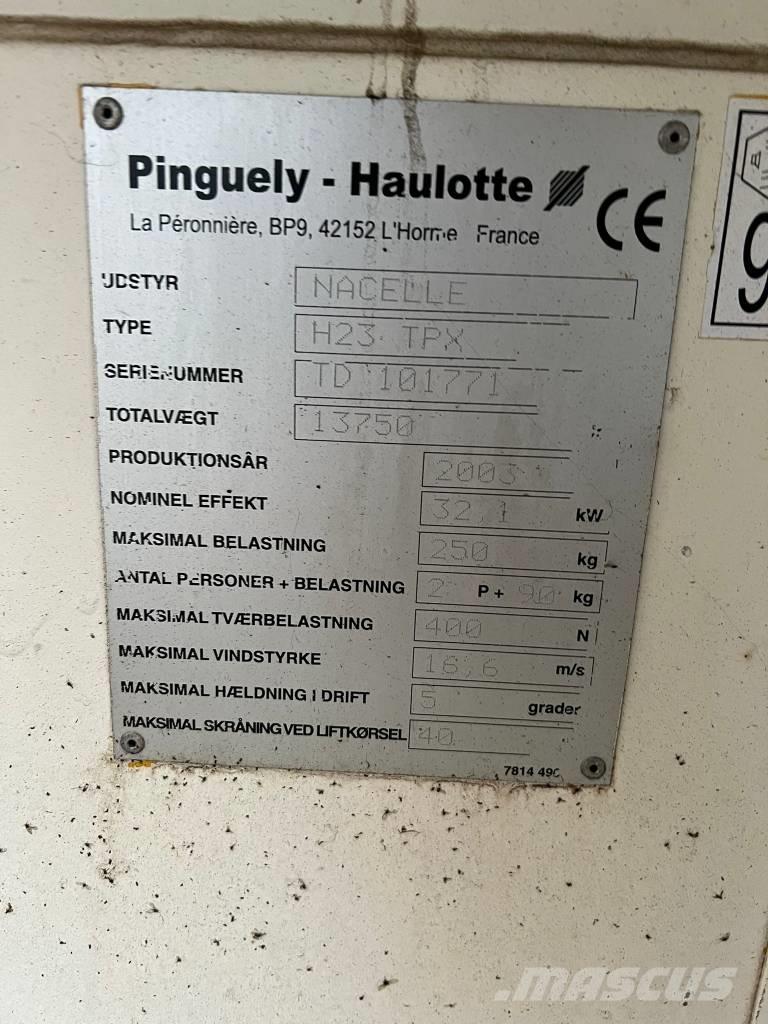 Pinguely - Haulotte CE
La Péronnière, BP9, 42152 L'Horme France
UDSTYR NACELLE
TYPE H23 TPX
SERIENUMMER TD 101771
TOTALVÆGT 13750
PRODUKTIONSÅR 2003
NOMINEL EFFEKT 32,1 kW
MAKSIMAL BELASTNING 250 kg
ANTAL PERSONER + BELASTNING 2 P + 90 kg
MAKSIMAL TVÆRBELASTNING 400 N
MAKSIMAL VINDSTYRKE 16,6 m/s
MAKSIMAL HÆLDNING I DRIFT 5 grader
MAKSIMAL SKRÅNING VED LIFTKØRSEL 40
7814 490
mascus